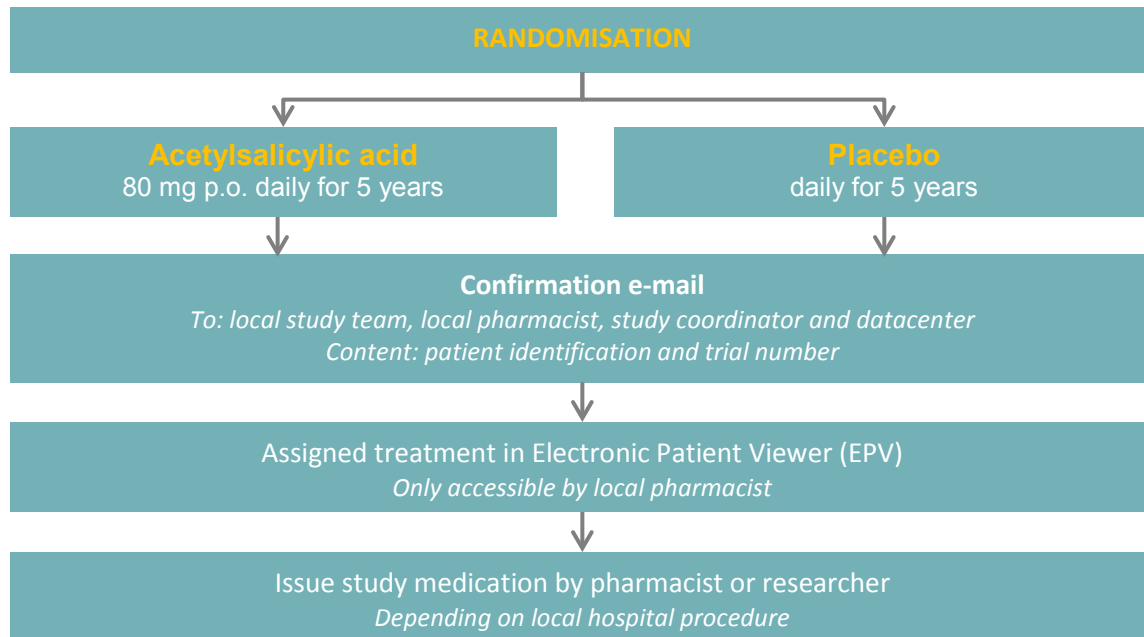 RANDOMISATION
Acetylsalicylic acid
80 mg p.o. daily for 5 years
Placebo
daily for 5 years
Confirmation e-mail
To: local study team, local pharmacist, study coordinator and datacenter
Content: patient identification and trial number
Assigned treatment in Electronic Patient Viewer (EPV)
Only accessible by local pharmacist
Issue study medication by pharmacist or researcher
Depending on local hospital procedure